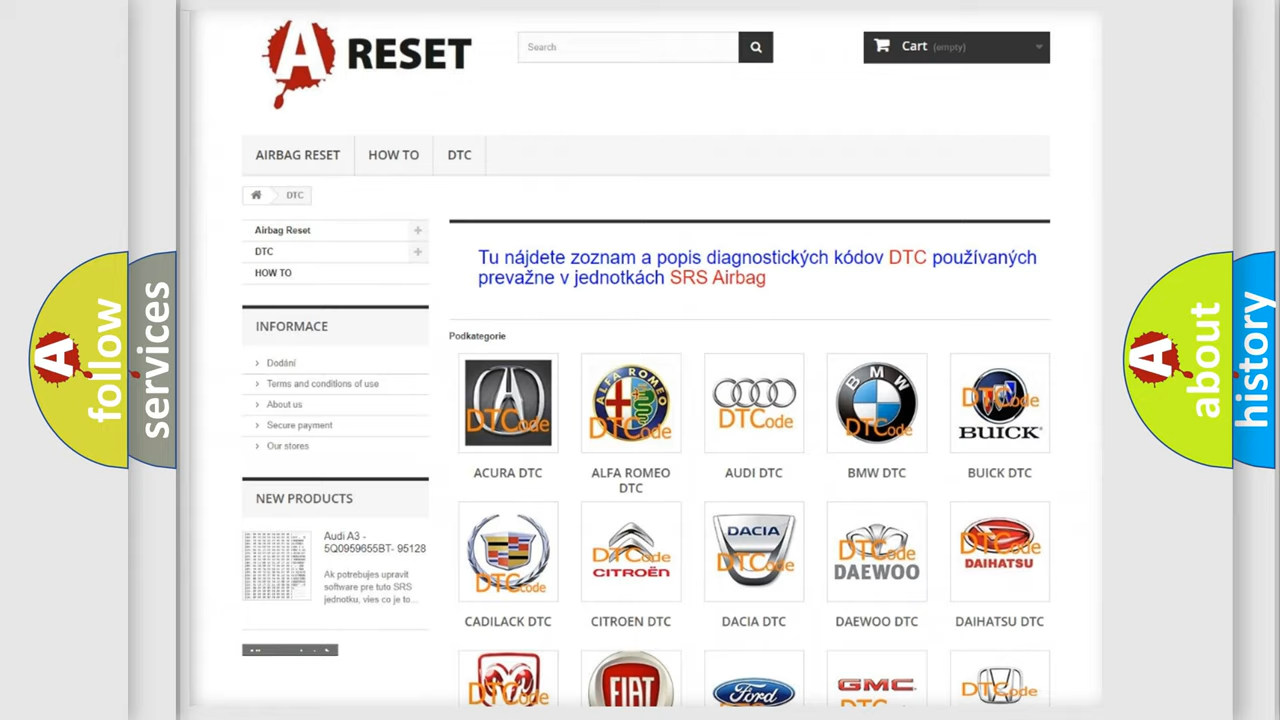 A RESET
Search
Cart (empty)
AIRBAG RESET
HOW TO
DTC
DTC
Airbag Reset
DTC
HOW TO
Tu nájdete zoznam a popis diagnostických kódov DTC používaných
prevažne v jednotkách SRS Airbag
INFORMACE
Dodání
Terms and conditions of use
About us
Secure payment
Our stores
Podkategorie
DTCode
ALFA ROMEO
DTCode
DTCode
BMW
DTCode
DTCode
BUICK
ACURA DTC
ALFA ROMEO
DTC
AUDI DTC
BMW DTC
BUICK DTC
NEW PRODUCTS
Audi A3 -
5Q0959655BT- 95128
Ak potrebujes upravit
software pre tuto SRS
jednotku, vies co je to...
DTCode
DTCode
CITROËN
DACIA
DTCode
DTCode
DAEWOO
DTCode
DAIHATSU
CADILACK DTC
CITROEN DTC
DACIA DTC
DAEWOO DTC
DAIHATSU DTC
DTCode
FIAT
Ford
GMC
DTCode
A follow
services
A about
history